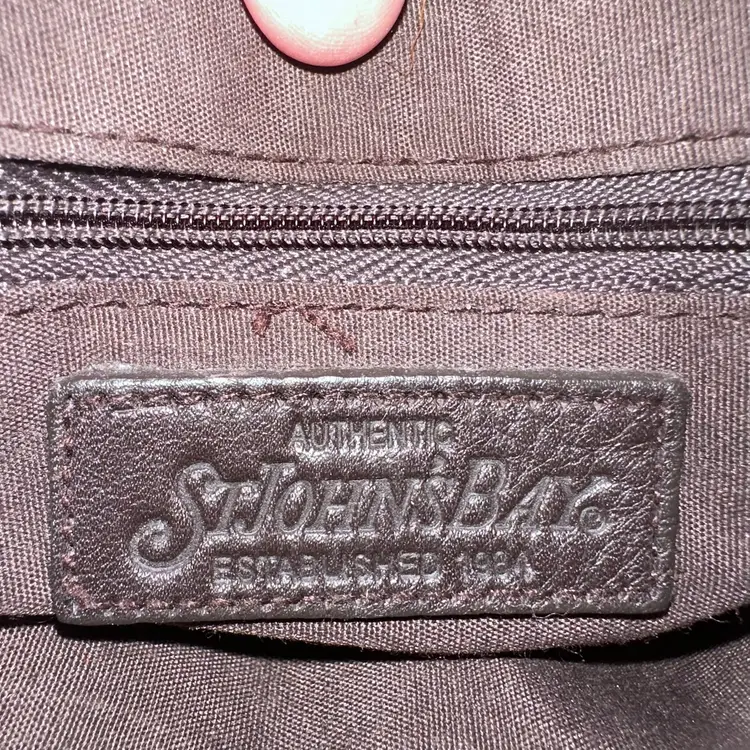 AUTHENTIC
ST JOHN'S BAY®
ESTABLISHED 1984